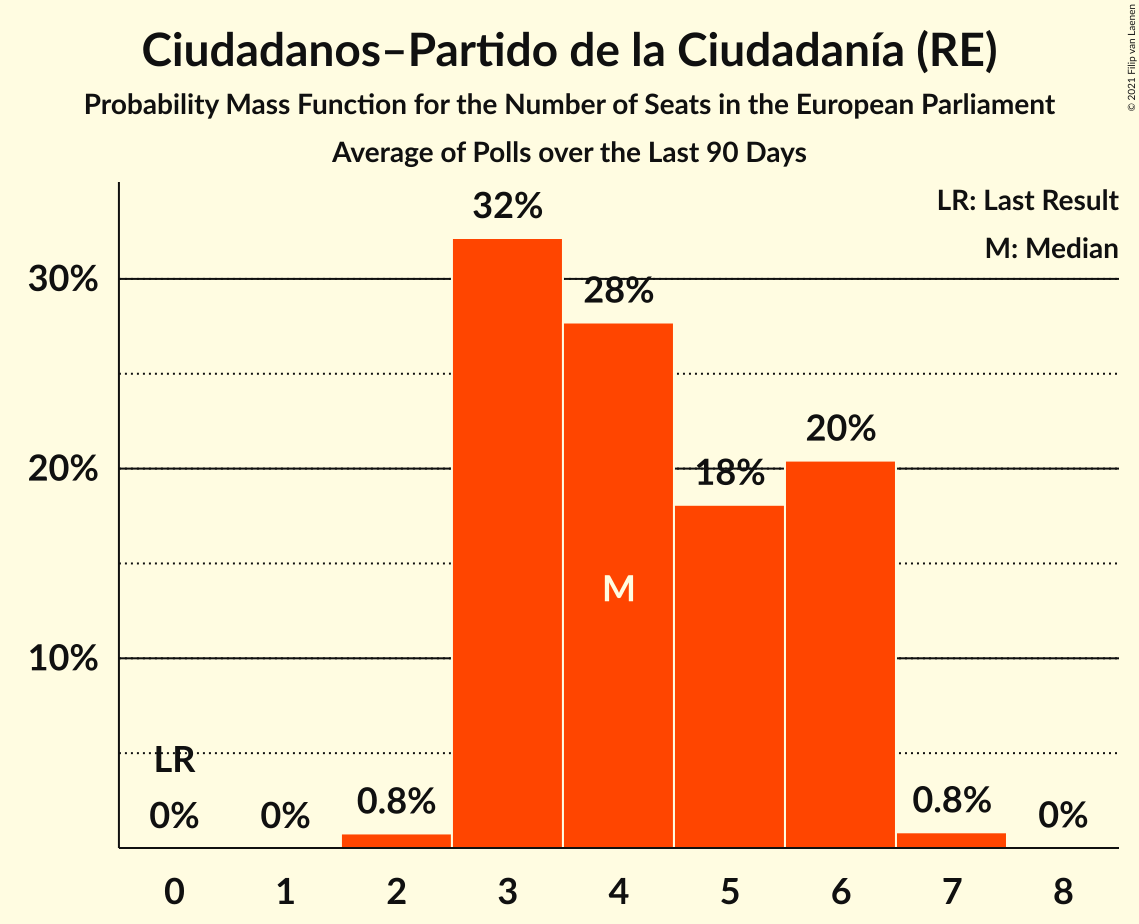 Ciudadanos–Partido de la Ciudadanía (RE)
Probability Mass Function for the Number of Seats in the European Parliament
Average of Polls over the Last 90 Days
© 2021 Filip van Laenen
LR: Last Result
M: Median
30%
20%
10%
LR
0%
0%
0.8%
32%
28%
M
18%
20%
0.8%
0%
0 1 2 3 4 5 6 7 8